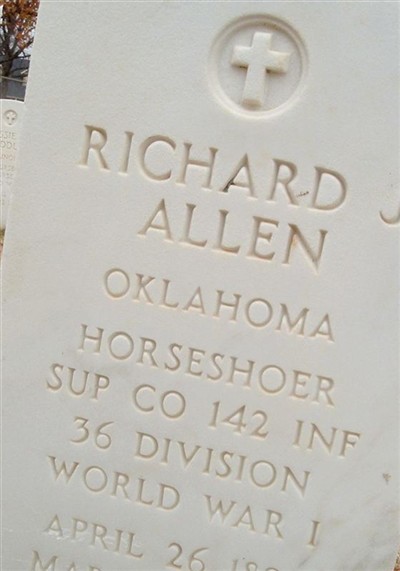 RICHARD J
ALLEN
OKLAHOMA
HORSESHOER
SUP CO 142 INF
36 DIVISION
WORLD WAR I
APRIL 26